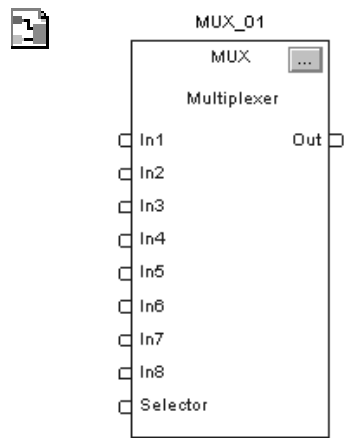 MUX_01
MUX ...
Multiplexer
In1 Out
In2
In3
In4
In5
In6
In7
In8
Selector